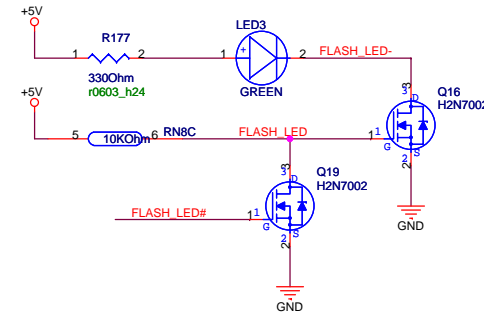 +5V
R177
1 2
330Ohm
r0603_h24
LED3
1 + 2
GREEN
FLASH_LED-
Q16
H2N7002
3 D
3
1 1 G
2 S
2
GND
+5V
5 10KOhm 6 RN8C
FLASH_LED
Q19
H2N7002
3 D
3
FLASH_LED#
1 1 G
2 S
2
GND